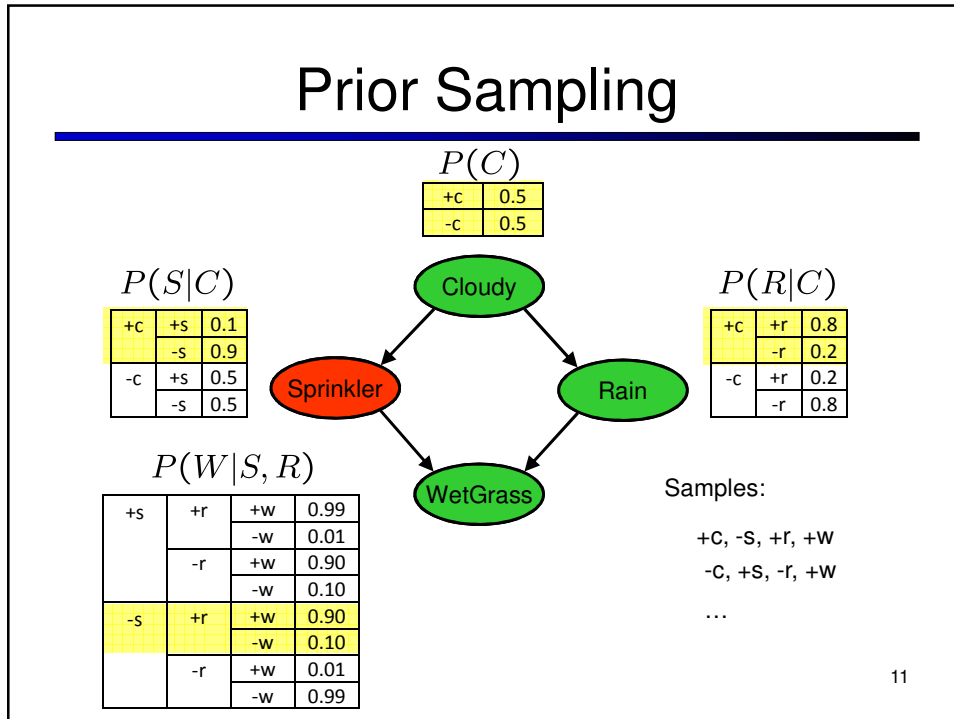 Prior Sampling
P(C)
+c 0.5
-c 0.5
P(S|C)
+c +s 0.1
-s 0.9
-c +s 0.5
-s 0.5
Cloudy
P(R|C)
+c +r 0.8
-r 0.2
-c +r 0.2
-r 0.8
Sprinkler
Rain
P(W|S, R)
+s +r +w 0.99
-w 0.01
-r +w 0.90
-w 0.10
-s +r +w 0.90
-w 0.10
-r +w 0.01
-w 0.99
WetGrass
Samples:
+c, -s, +r, +w
-c, +s, -r, +w
…
11